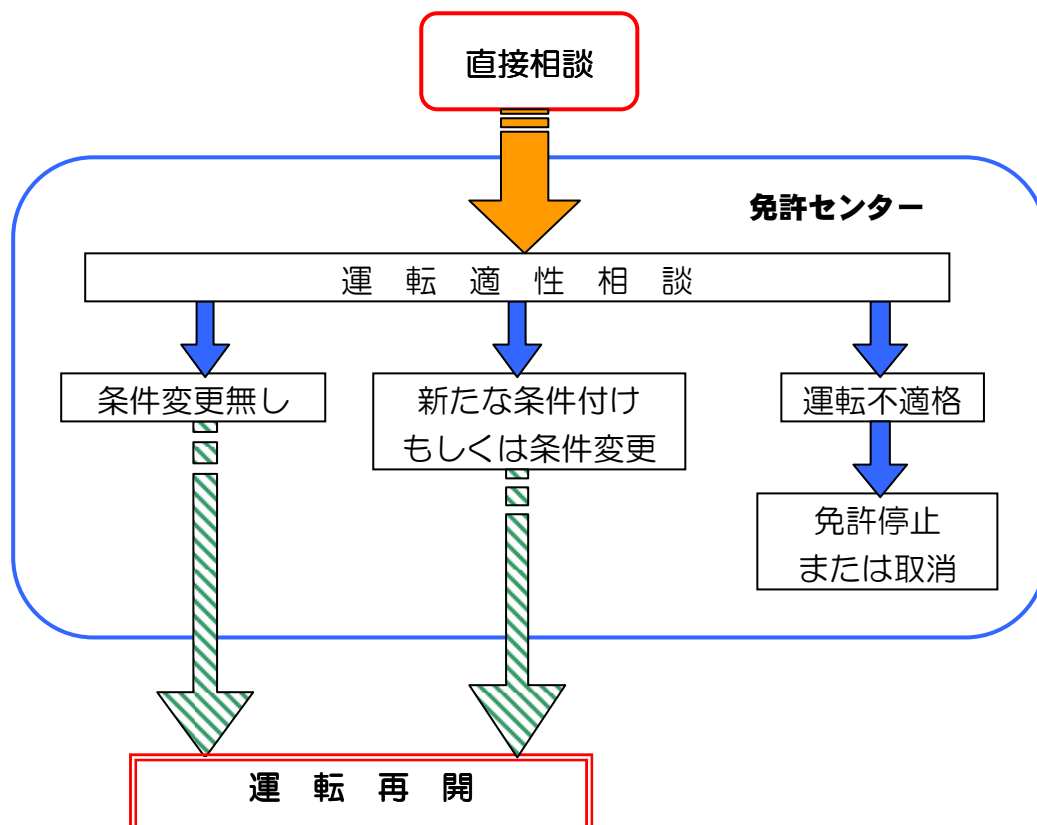 直接相談
免許センター
運転適性相談
条件変更無し
新たな条件付け
もしくは条件変更
運転不適格
免許停止
または取消
運転再開